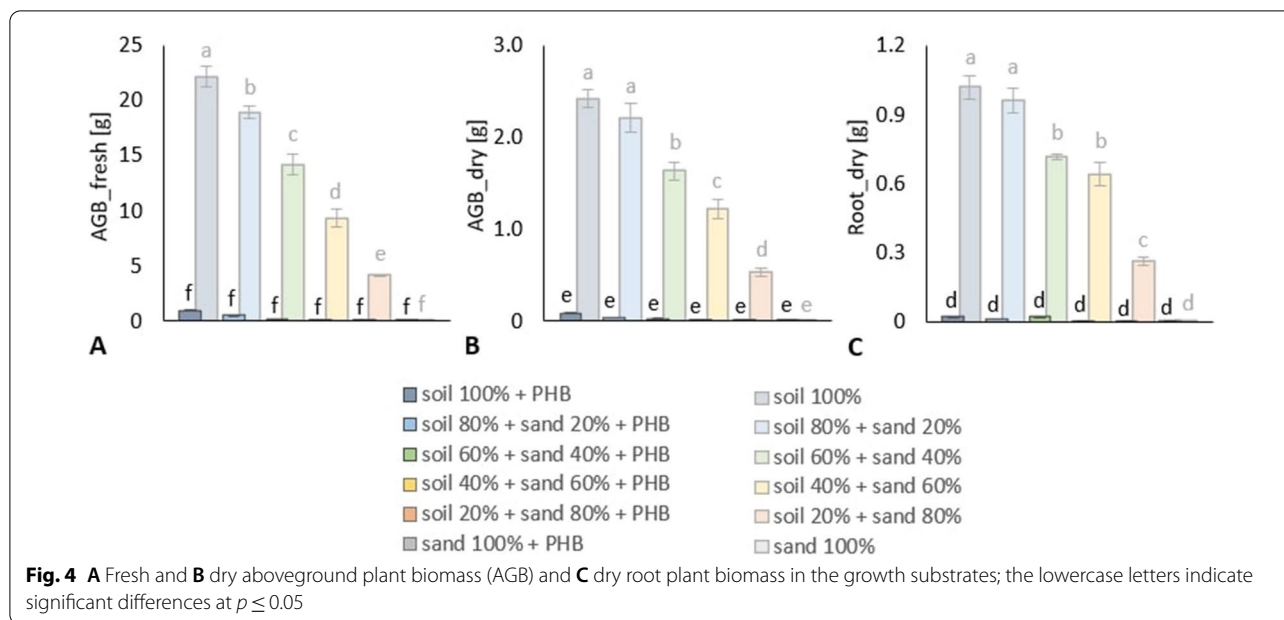 25
20
15
10
5
0
AGB_fresh [g]
a
b
c
d
e
f f f f f f f
A
3.0
2.0
1.0
0
AGB_dry [g]
a
a
b
c
d
e e e e e e e
B
1.2
0.9
0.6
0.3
0
Root_dry [g]
a
a
b
b
c
d d d d d d d
C
soil 100% + PHB
soil 80% + sand 20% + PHB
soil 60% + sand 40% + PHB
soil 40% + sand 60% + PHB
soil 20% + sand 80% + PHB
sand 100% + PHB
soil 100%
soil 80% + sand 20%
soil 60% + sand 40%
soil 40% + sand 60%
soil 20% + sand 80%
sand 100%
Fig. 4 A Fresh and B dry aboveground plant biomass (AGB) and C dry root plant biomass in the growth substrates; the lowercase letters indicate
significant differences at p ≤ 0.05